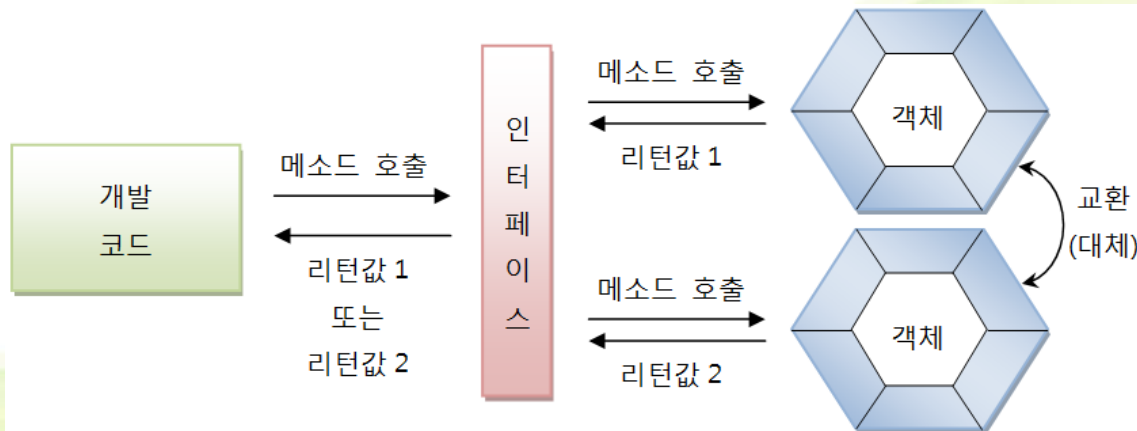 개발
코드
메소드 호출
리턴값 1
또는
리턴값 2
인
터
페
이
스
메소드 호출
리턴값 1
객체
메소드 호출
리턴값 2
객체
교환
(대체)